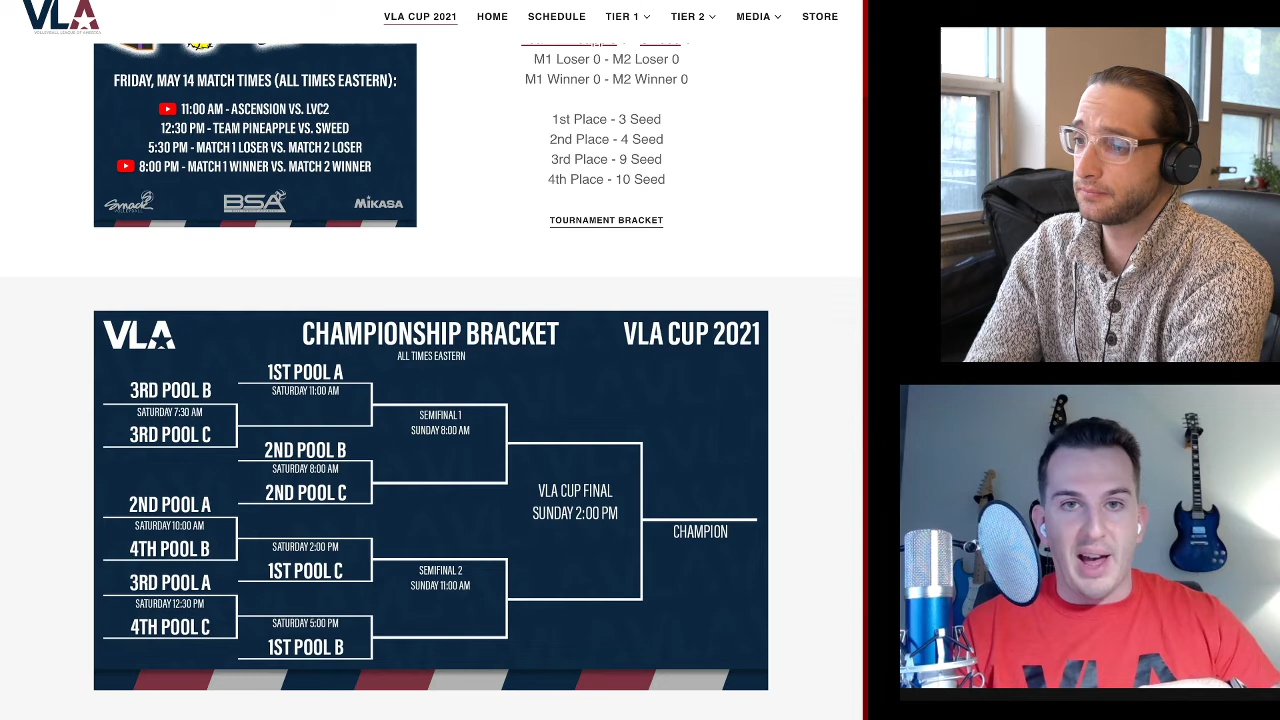 VLA
VOLLEYBALL LEAGUE OF AMERICA
VLA CUP 2021 HOME SCHEDULE TIER 1 TIER 2 MEDIA STORE
FRIDAY, MAY 14 MATCH TIMES (ALL TIMES EASTERN):
11:00 AM - ASCENSION VS. LVC2
12:30 PM - TEAM PINEAPPLE VS. SWEED
5:30 PM - MATCH 1 LOSER VS. MATCH 2 LOSER
8:00 PM - MATCH 1 WINNER VS. MATCH 2 WINNER
Smack
BSA
MIKASA
M1 Loser 0 - M2 Loser 0
M1 Winner 0 - M2 Winner 0
1st Place - 3 Seed
2nd Place - 4 Seed
3rd Place - 9 Seed
4th Place - 10 Seed
TOURNAMENT BRACKET
VLA
CHAMPIONSHIP BRACKET
VLA CUP 2021
ALL TIMES EASTERN
3RD POOL B
SATURDAY 7:30 AM
3RD POOL C
2ND POOL A
SATURDAY 10:00 AM
4TH POOL B
3RD POOL A
SATURDAY 12:30 PM
4TH POOL C
1ST POOL A
SATURDAY 11:00 AM
2ND POOL B
SATURDAY 8:00 AM
2ND POOL C
SATURDAY 2:00 PM
1ST POOL C
SATURDAY 5:00 PM
1ST POOL B
SEMIFINAL 1
SUNDAY 8:00 AM
SEMIFINAL 2
SUNDAY 11:00 AM
VLA CUP FINAL
SUNDAY 2:00 PM
CHAMPION
VLA